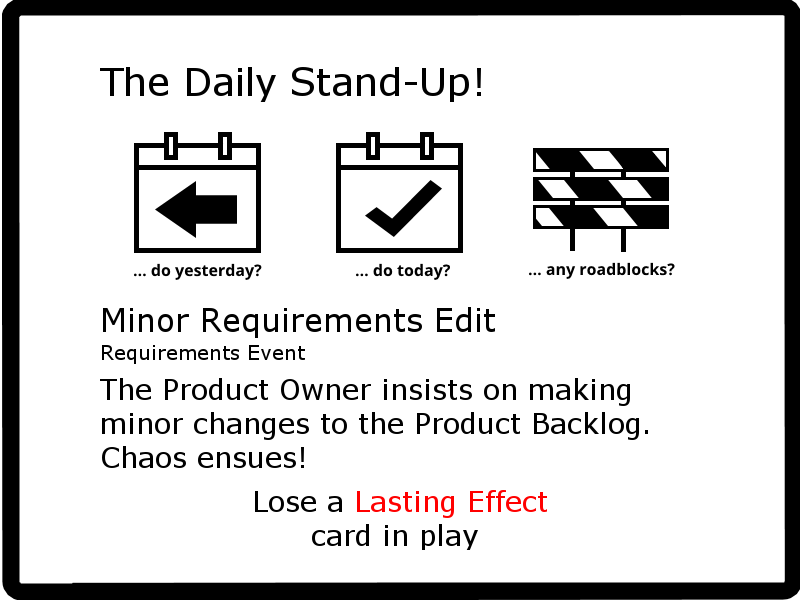 The Daily Stand-Up!
... do yesterday?
... do today?
... any roadblocks?
Minor Requirements Edit
Requirements Event
The Product Owner insists on making
minor changes to the Product Backlog.
Chaos ensues!
Lose a Lasting Effect
card in play